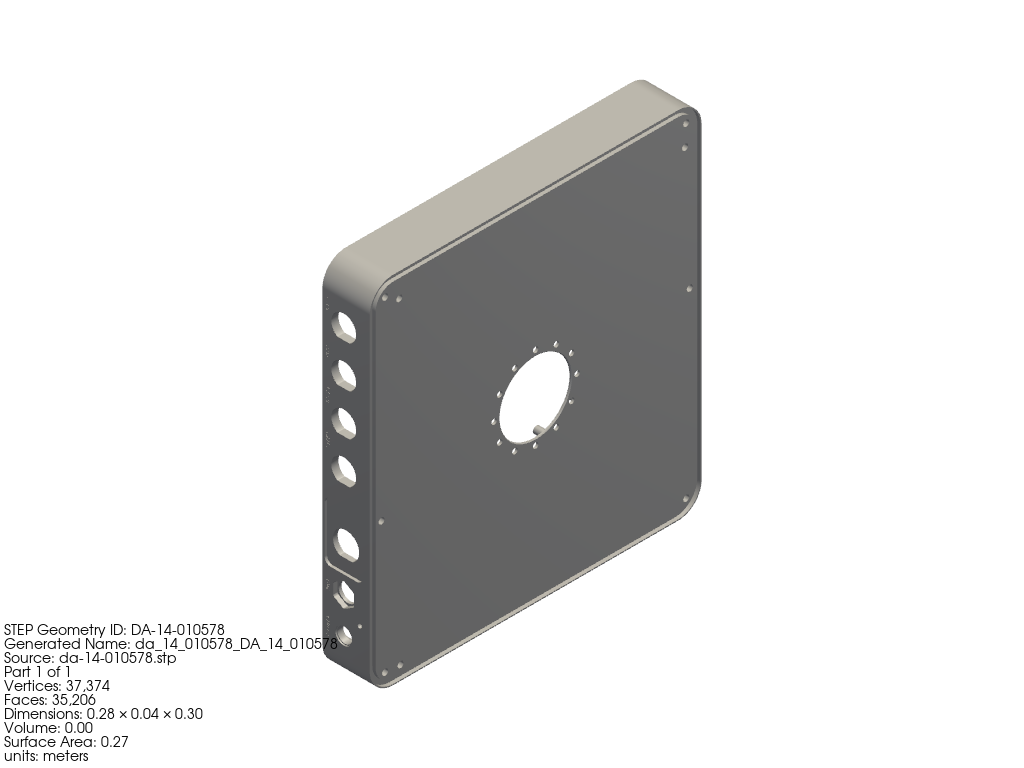 STEP Geometry ID: DA-14-010578
Generated Name: da_14_010578_DA_14_010578
Source: da-14-010578.stp
Part 1 of 1
Vertices: 37,374
Faces: 35,206
Dimensions: 0.28 × 0.04 × 0.30
Volume: 0.00
Surface Area: 0.27
units: meters